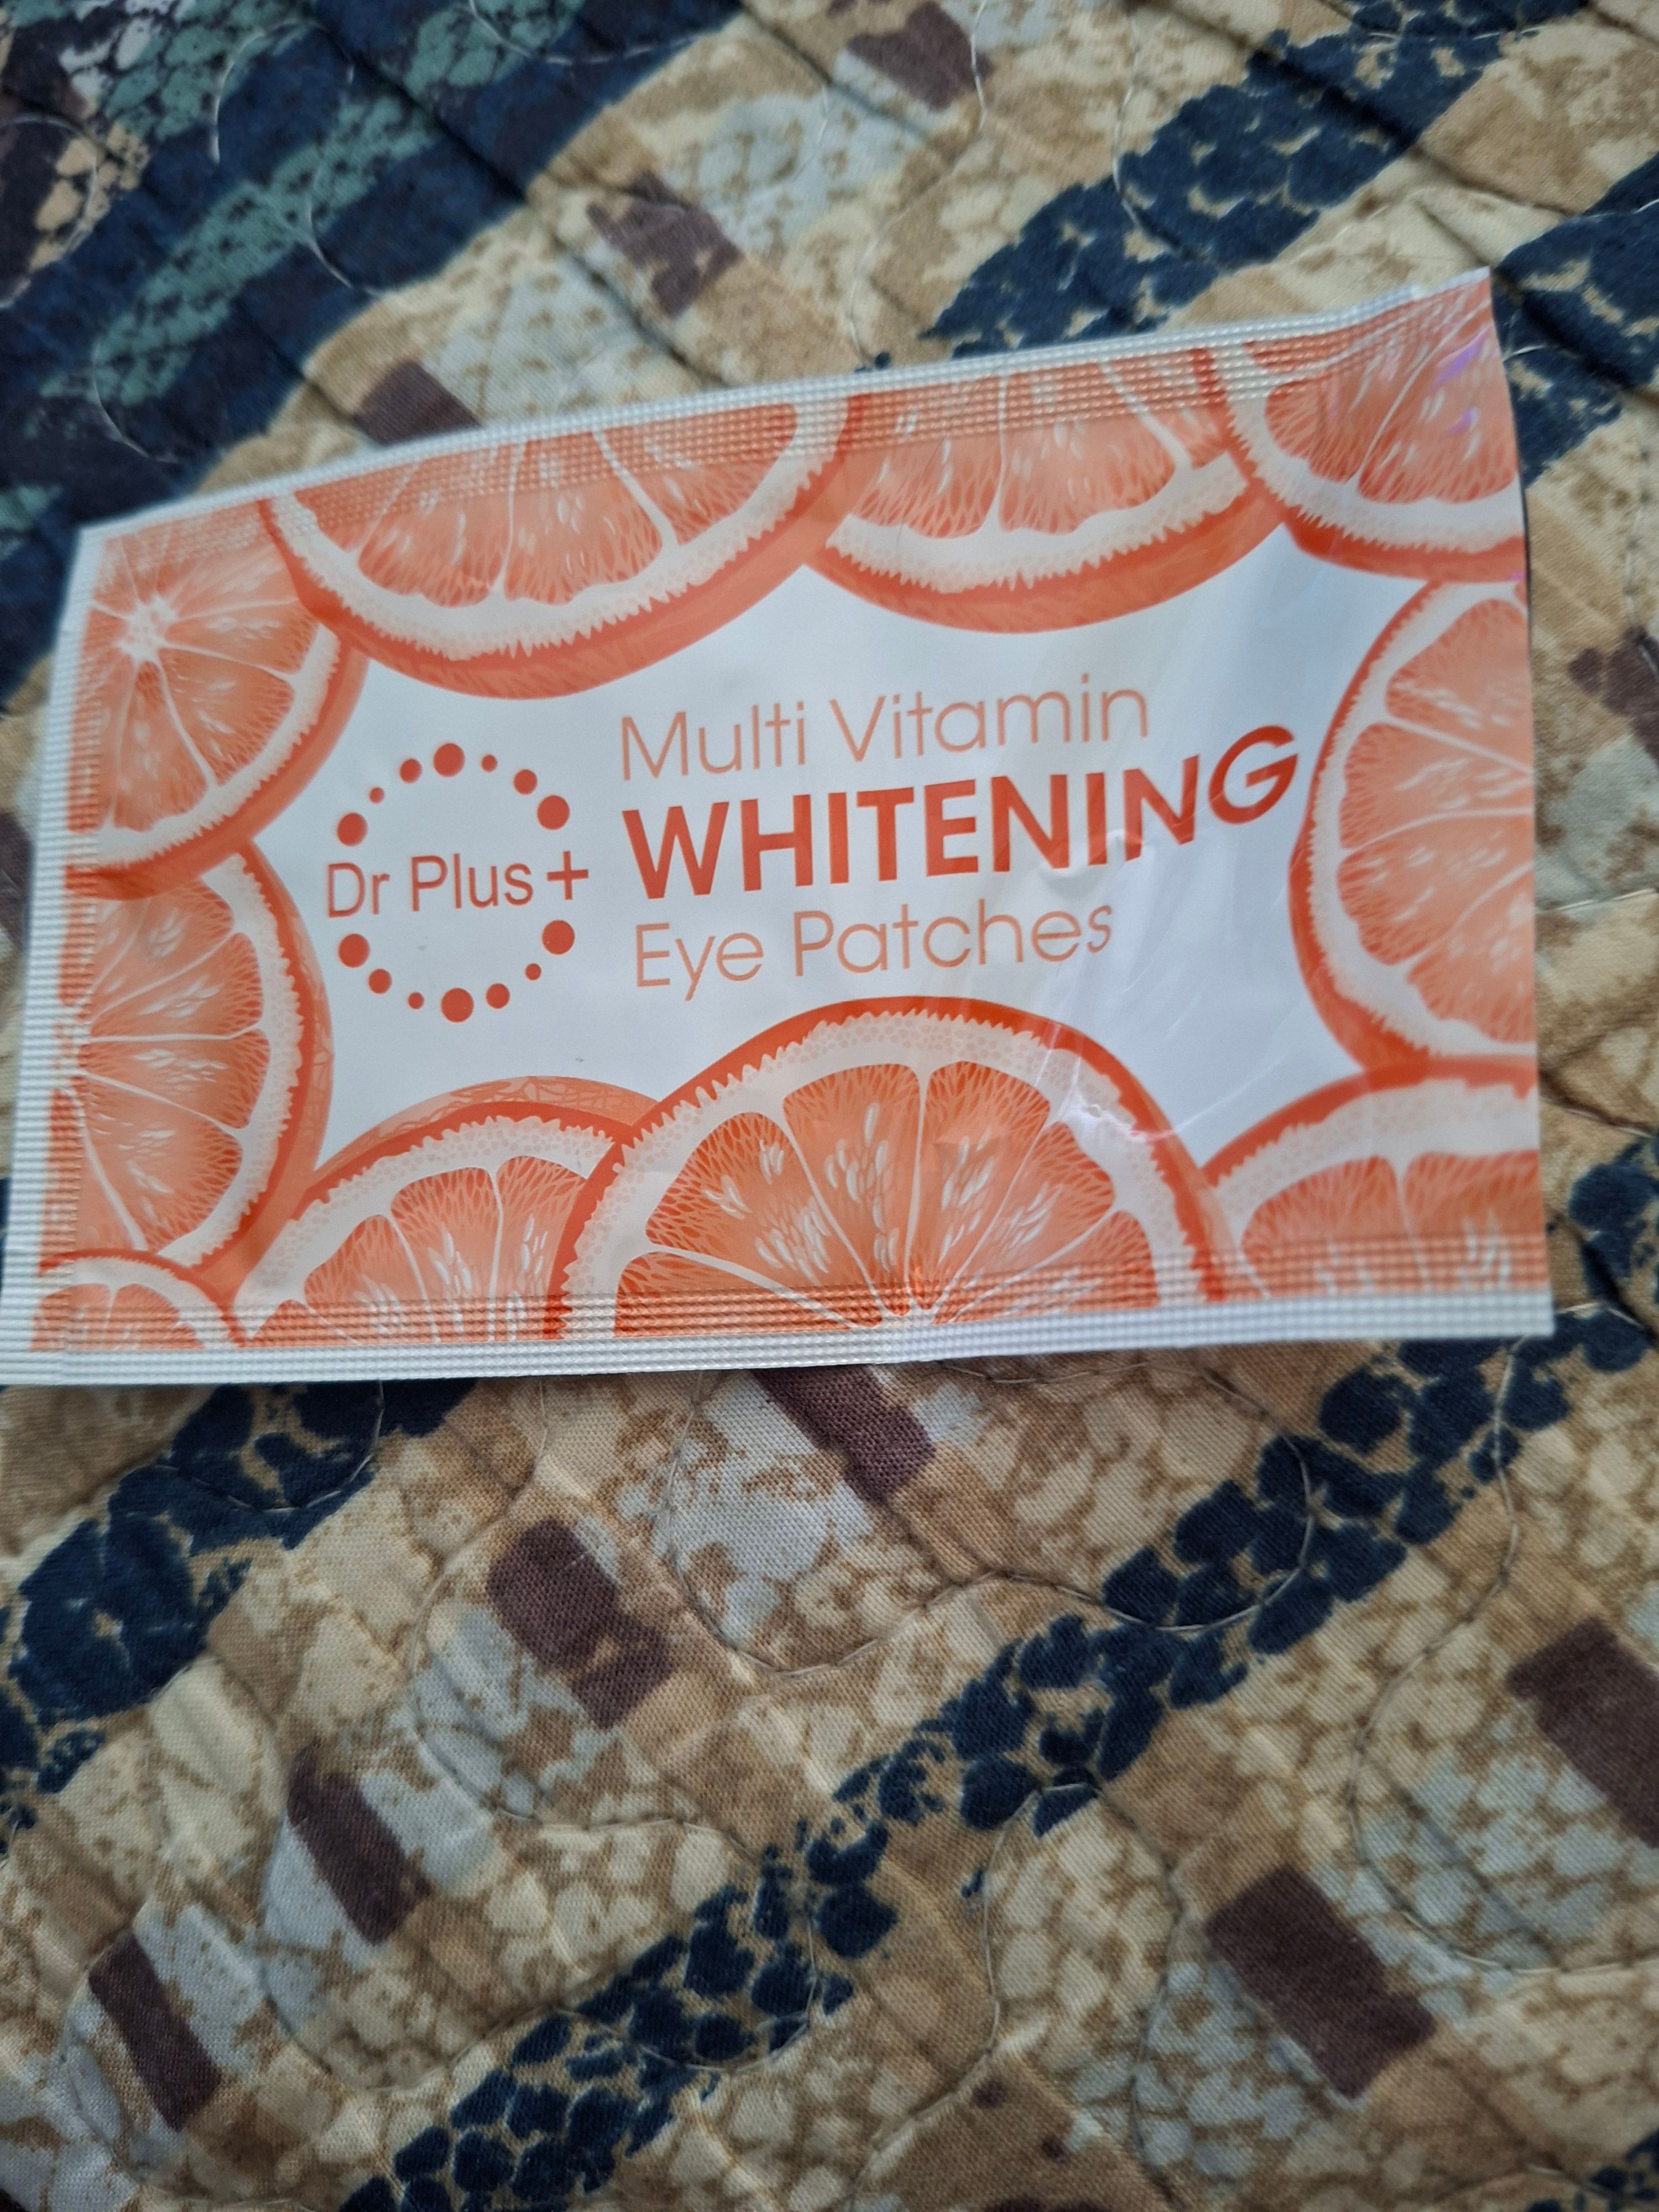 Dr Plus+
Multi Vitamin
WHITENING
Eye Patches